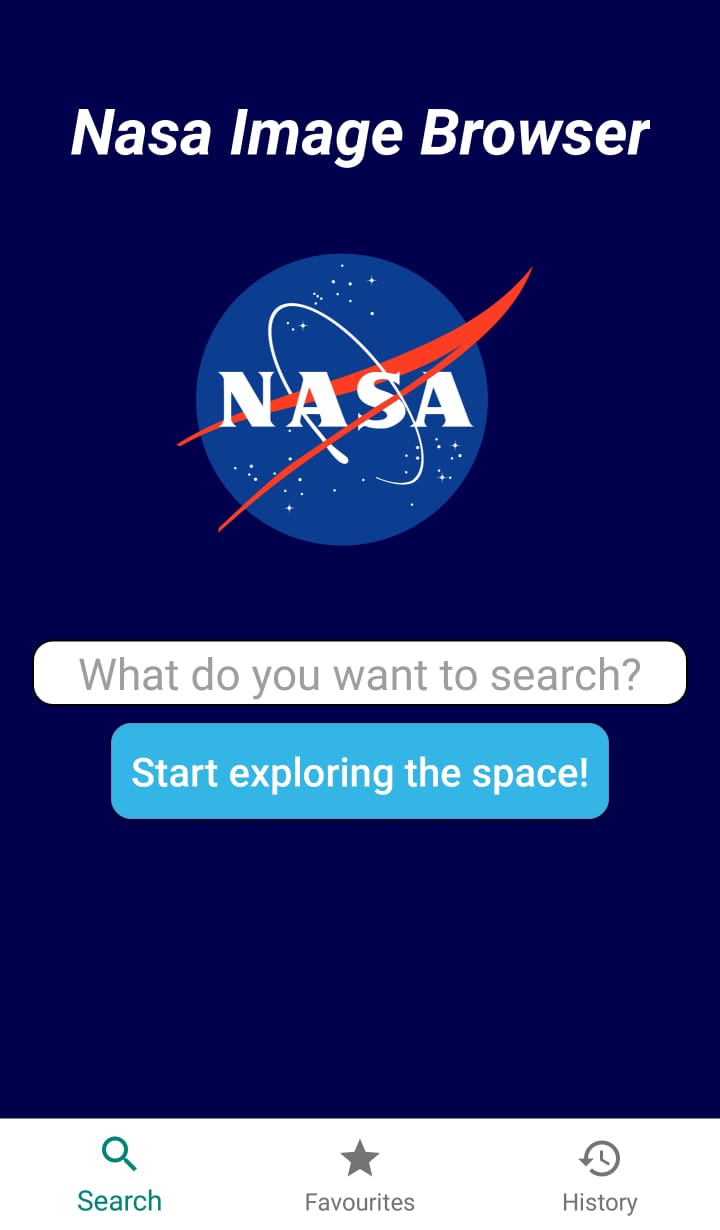 Nasa Image Browser
NASA
What do you want to search?
Start exploring the space!
Search
Favourites
History